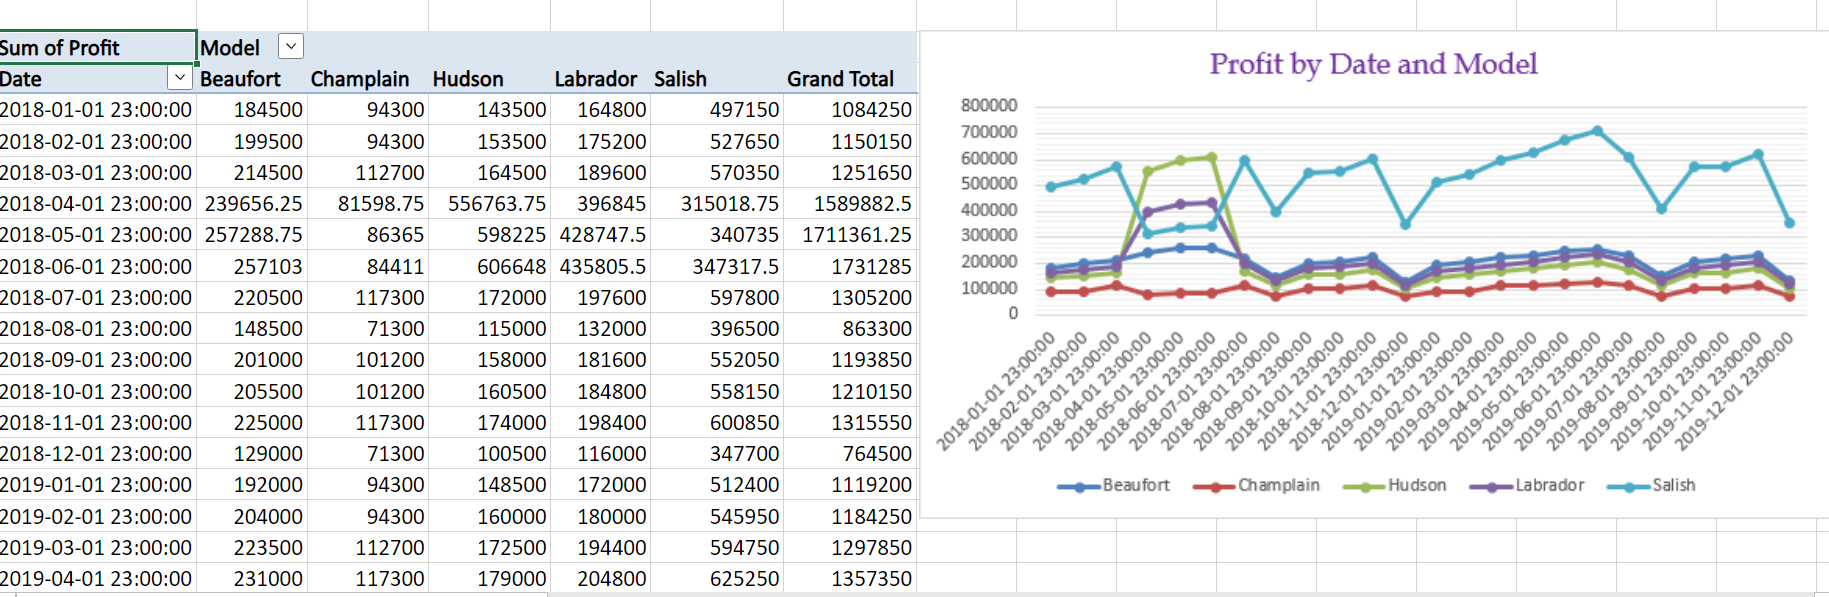 Sum of Profit Model
Date Beaufort Champlain Hudson Labrador Salish Grand Total
2018-01-01 23:00:00 184500 94300 143500 164800 497150 1084250
2018-02-01 23:00:00 199500 94300 153500 175200 527650 1150150
2018-03-01 23:00:00 214500 112700 164500 189600 570350 1251650
2018-04-01 23:00:00 239656.25 81598.75 556763.75 396845 315018.75 1589882.5
2018-05-01 23:00:00 257288.75 86365 598225 428747.5 340735 1711361.25
2018-06-01 23:00:00 257103 84411 606648 435805.5 347317.5 1731285
2018-07-01 23:00:00 220500 117300 172000 197600 597800 1305200
2018-08-01 23:00:00 148500 71300 115000 132000 396500 863300
2018-09-01 23:00:00 201000 101200 158000 181600 552050 1193850
2018-10-01 23:00:00 205500 101200 160500 184800 558150 1210150
2018-11-01 23:00:00 225000 117300 174000 198400 600850 1315550
2018-12-01 23:00:00 129000 71300 100500 116000 347700 764500
2019-01-01 23:00:00 192000 94300 148500 172000 512400 1119200
2019-02-01 23:00:00 204000 94300 160000 180000 545950 1184250
2019-03-01 23:00:00 223500 112700 172500 194400 594750 1297850
2019-04-01 23:00:00 231000 117300 179000 204800 625250 1357350
Profit by Date and Model
800000
700000
600000
500000
400000
300000
200000
100000
0
2018-01-01 23:00:00
2018-02-01 23:00:00
2018-03-01 23:00:00
2018-04-01 23:00:00
2018-05-01 23:00:00
2018-06-01 23:00:00
2018-07-01 23:00:00
2018-08-01 23:00:00
2018-09-01 23:00:00
2018-10-01 23:00:00
2018-11-01 23:00:00
2018-12-01 23:00:00
2019-01-01 23:00:00
2019-02-01 23:00:00
2019-03-01 23:00:00
2019-04-01 23:00:00
2019-05-01 23:00:00
2019-06-01 23:00:00
2019-07-01 23:00:00
2019-08-01 23:00:00
2019-09-01 23:00:00
2019-10-01 23:00:00
2019-11-01 23:00:00
2019-12-01 23:00:00
Beaufort Champlain Hudson Labrador Salish